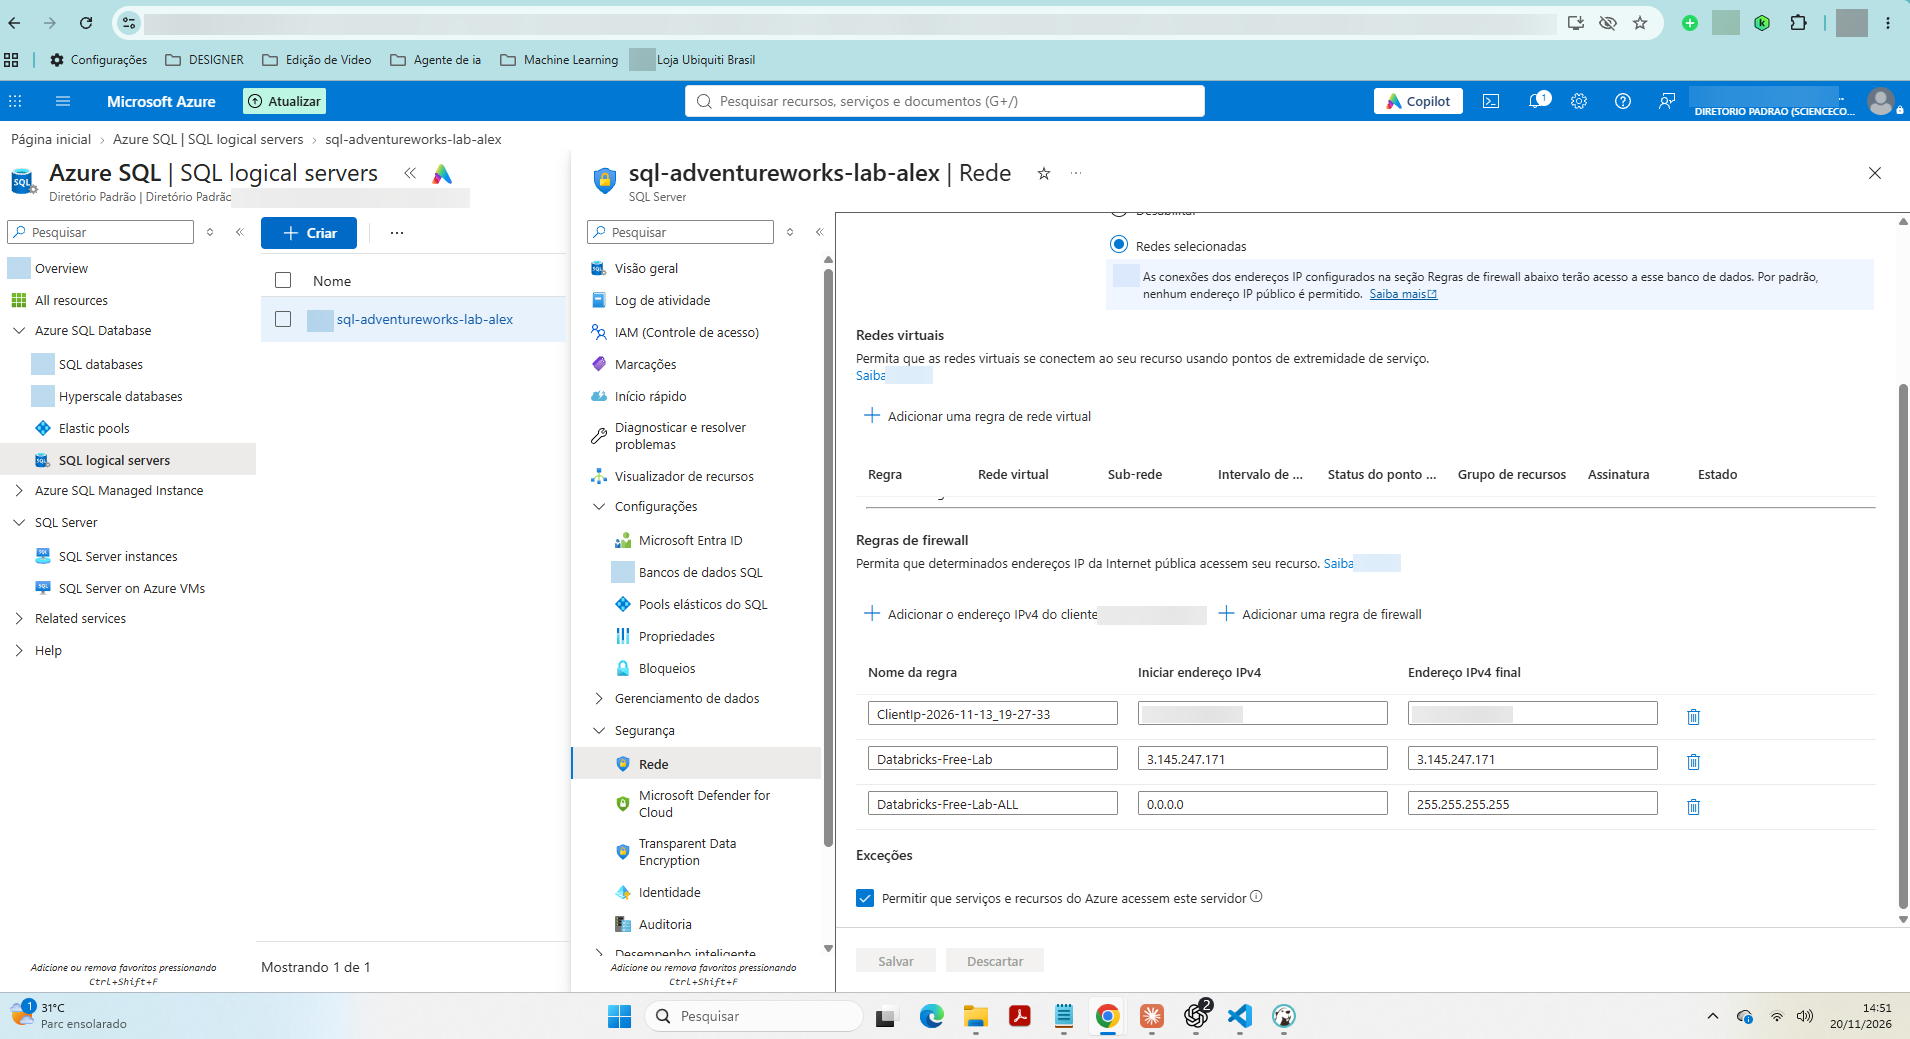 Configurações
DESIGNER
Edição de Video
Agente de ia
Machine Learning
Loja Ubiquiti Brasil
Microsoft Azure
Atualizar
Pesquisar recursos, serviços e documentos (G+/)
Copilot
1
DIRETORIO PADRAO (SCIENCECO...
Página inicial > Azure SQL | SQL logical servers > sql-adventureworks-lab-alex
Azure SQL | SQL logical servers
Diretório Padrão | Diretório Padrão
Pesquisar
Overview
All resources
Azure SQL Database
SQL databases
Hyperscale databases
Elastic pools
SQL logical servers
Azure SQL Managed Instance
SQL Server
SQL Server instances
SQL Server on Azure VMs
Related services
Help
Adicione ou remova favoritos pressionando
Ctrl+Shift+F
Criar
Nome
sql-adventureworks-lab-alex
Mostrando 1 de 1
sql-adventureworks-lab-alex | Rede
SQL Server
Pesquisar
Visão geral
Log de atividade
IAM (Controle de acesso)
Marcações
Início rápido
Diagnosticar e resolver
problemas
Visualizador de recursos
Configurações
Microsoft Entra ID
Bancos de dados SQL
Pools elásticos do SQL
Propriedades
Bloqueios
Gerenciamento de dados
Segurança
Rede
Microsoft Defender for
Cloud
Transparent Data
Encryption
Identidade
Auditoria
Desempenho inteligente
Adicione ou remova favoritos pressionando
Ctrl+Shift+F
Desabilitar
Redes selecionadas
As conexões dos endereços IP configurados na seção Regras de firewall abaixo terão acesso a esse banco de dados. Por padrão,
nenhum endereço IP público é permitido. Saiba mais
Redes virtuais
Permita que as redes virtuais se conectem ao seu recurso usando pontos de extremidade de serviço.
Saiba
Adicionar uma regra de rede virtual
Regra Rede virtual Sub-rede Intervalo de ... Status do ponto ... Grupo de recursos Assinatura Estado
Regras de firewall
Permita que determinados endereços IP da Internet pública acessem seu recurso. Saiba
Adicionar o endereço IPv4 do cliente Adicionar uma regra de firewall
Nome da regra Iniciar endereço IPv4 Endereço IPv4 final
ClientIp-2026-11-13_19-27-33
Databricks-Free-Lab 3.145.247.171 3.145.247.171
Databricks-Free-Lab-ALL 0.0.0.0 255.255.255.255
Exceções
Permitir que serviços e recursos do Azure acessem este servidor
Salvar Descartar
1
31°C
Parc ensolarado
Pesquisar
2
14:51
20/11/2026